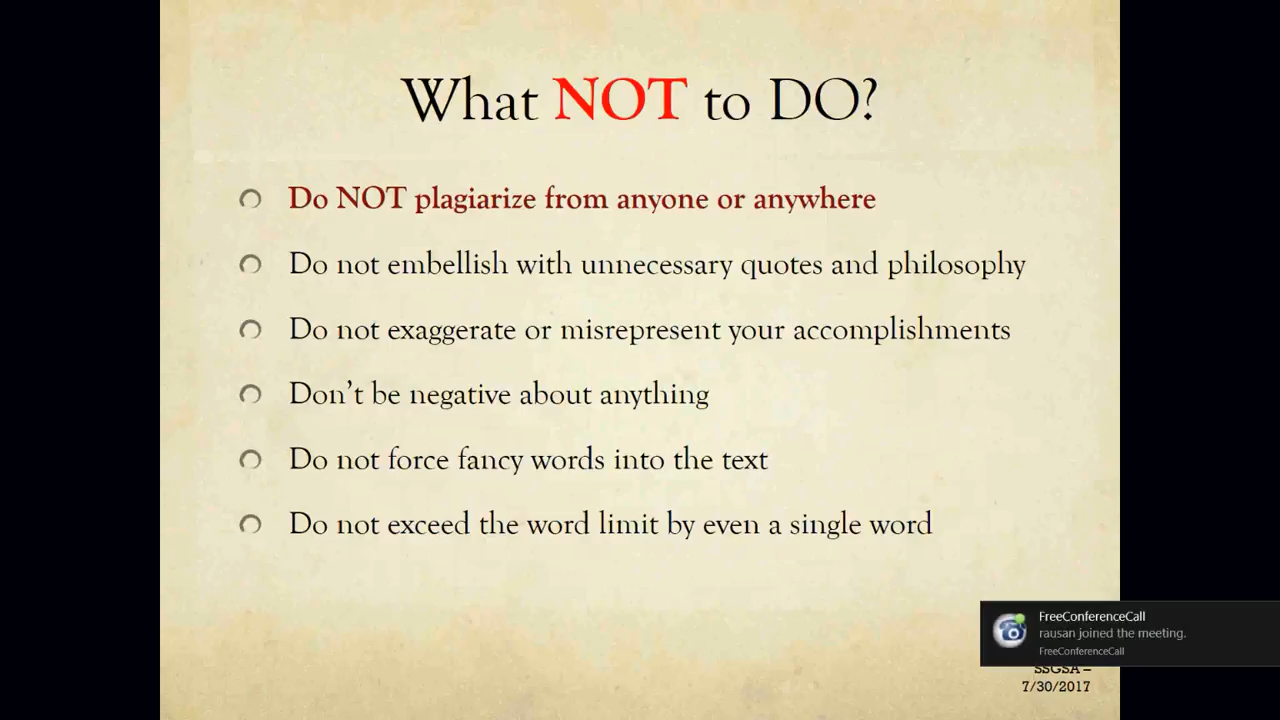 What NOT to DO?
Do NOT plagiarize from anyone or anywhere
Do not embellish with unnecessary quotes and philosophy
Do not exaggerate or misrepresent your accomplishments
Don't be negative about anything
Do not force fancy words into the text
Do not exceed the word limit by even a single word
FreeConferenceCall
rausan joined the meeting.
FreeConferenceCall
SSGSA –
7/30/2017